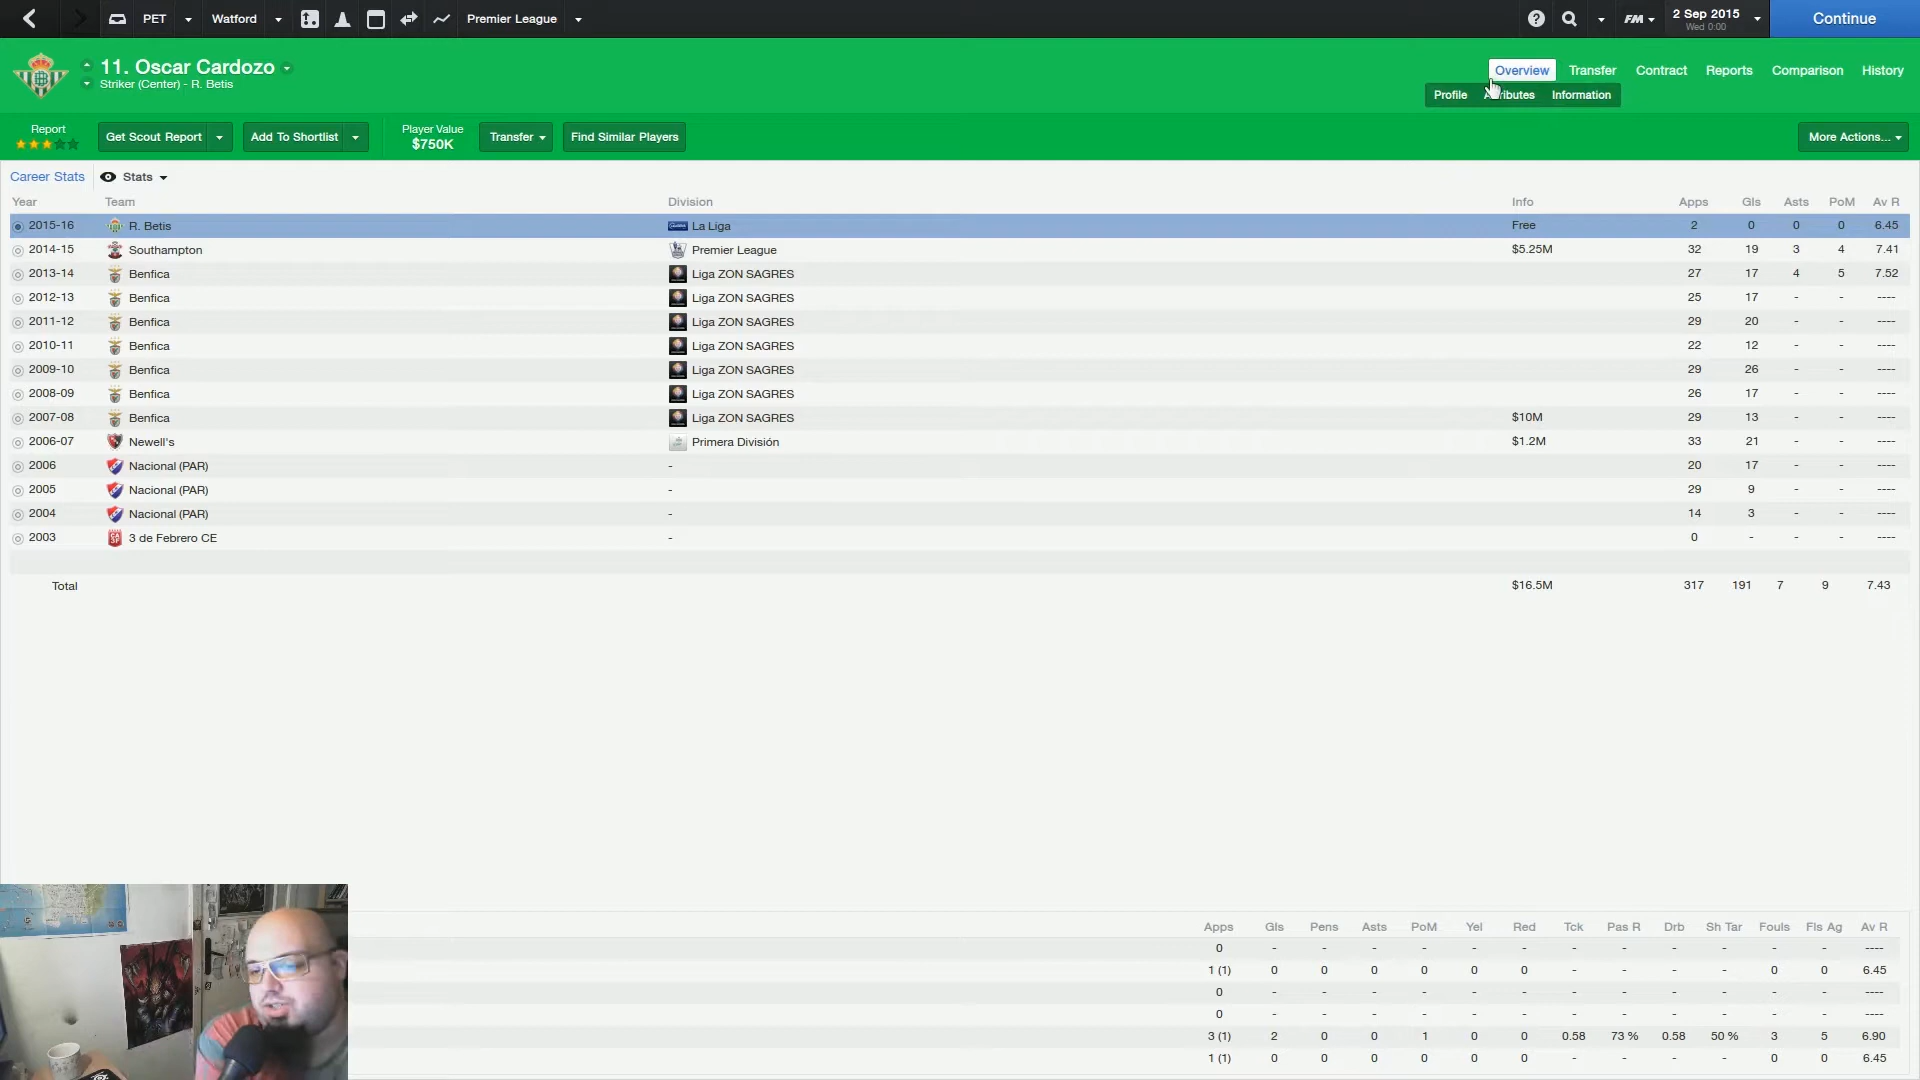 PET Watford Premier League FM 2 Sep 2015 Continue
Wed 0:00
11. Oscar Cardozo
Striker (Center) - R. Betis
Overview Transfer Contract Reports Comparison History
Profile Information
Report Get Scout Report Add To Shortlist Player Value $750K Transfer Find Similar Players More Actions...
Career Stats Stats
Year Team Division Info Apps Gls Asts PoM Av R
2015-16 R. Betis La Liga Free 2 0 0 0 6.45
2014-15 Southampton Premier League $5.25M 32 19 3 4 7.41
2013-14 Benfica Liga ZON SAGRES 27 17 4 5 7.52
2012-13 Benfica Liga ZON SAGRES 25 17 - - ----
2011-12 Benfica Liga ZON SAGRES 29 20 - - ----
2010-11 Benfica Liga ZON SAGRES 22 12 - - ----
2009-10 Benfica Liga ZON SAGRES 29 26 - - ----
2008-09 Benfica Liga ZON SAGRES 26 17 - - ----
2007-08 Benfica Liga ZON SAGRES $10M 29 13 - - ----
2006-07 Newell's Primera División $1.2M 33 21 - - ----
2006 Nacional (PAR) - 20 17 - - ----
2005 Nacional (PAR) - 29 9 - - ----
2004 Nacional (PAR) - 14 3 - - ----
2003 3 de Febrero CE - 0 - - - ----
Total $16.5M 317 191 7 9 7.43
Apps Gls Pens Asts PoM Yel Red Tck Pas R Drb Sh Tar Fouls Fls Ag Av R
0 - - - - - - - - - - - - ----
1 (1) 0 0 0 0 0 0 - - - - 0 0 6.45
0 - - - - - - - - - - - - ----
0 - - - - - - - - - - - - ----
3 (1) 2 0 0 1 0 0 0.58 73 % 0.58 50 % 3 5 6.90
1 (1) 0 0 0 0 0 0 - - - - 0 0 6.45